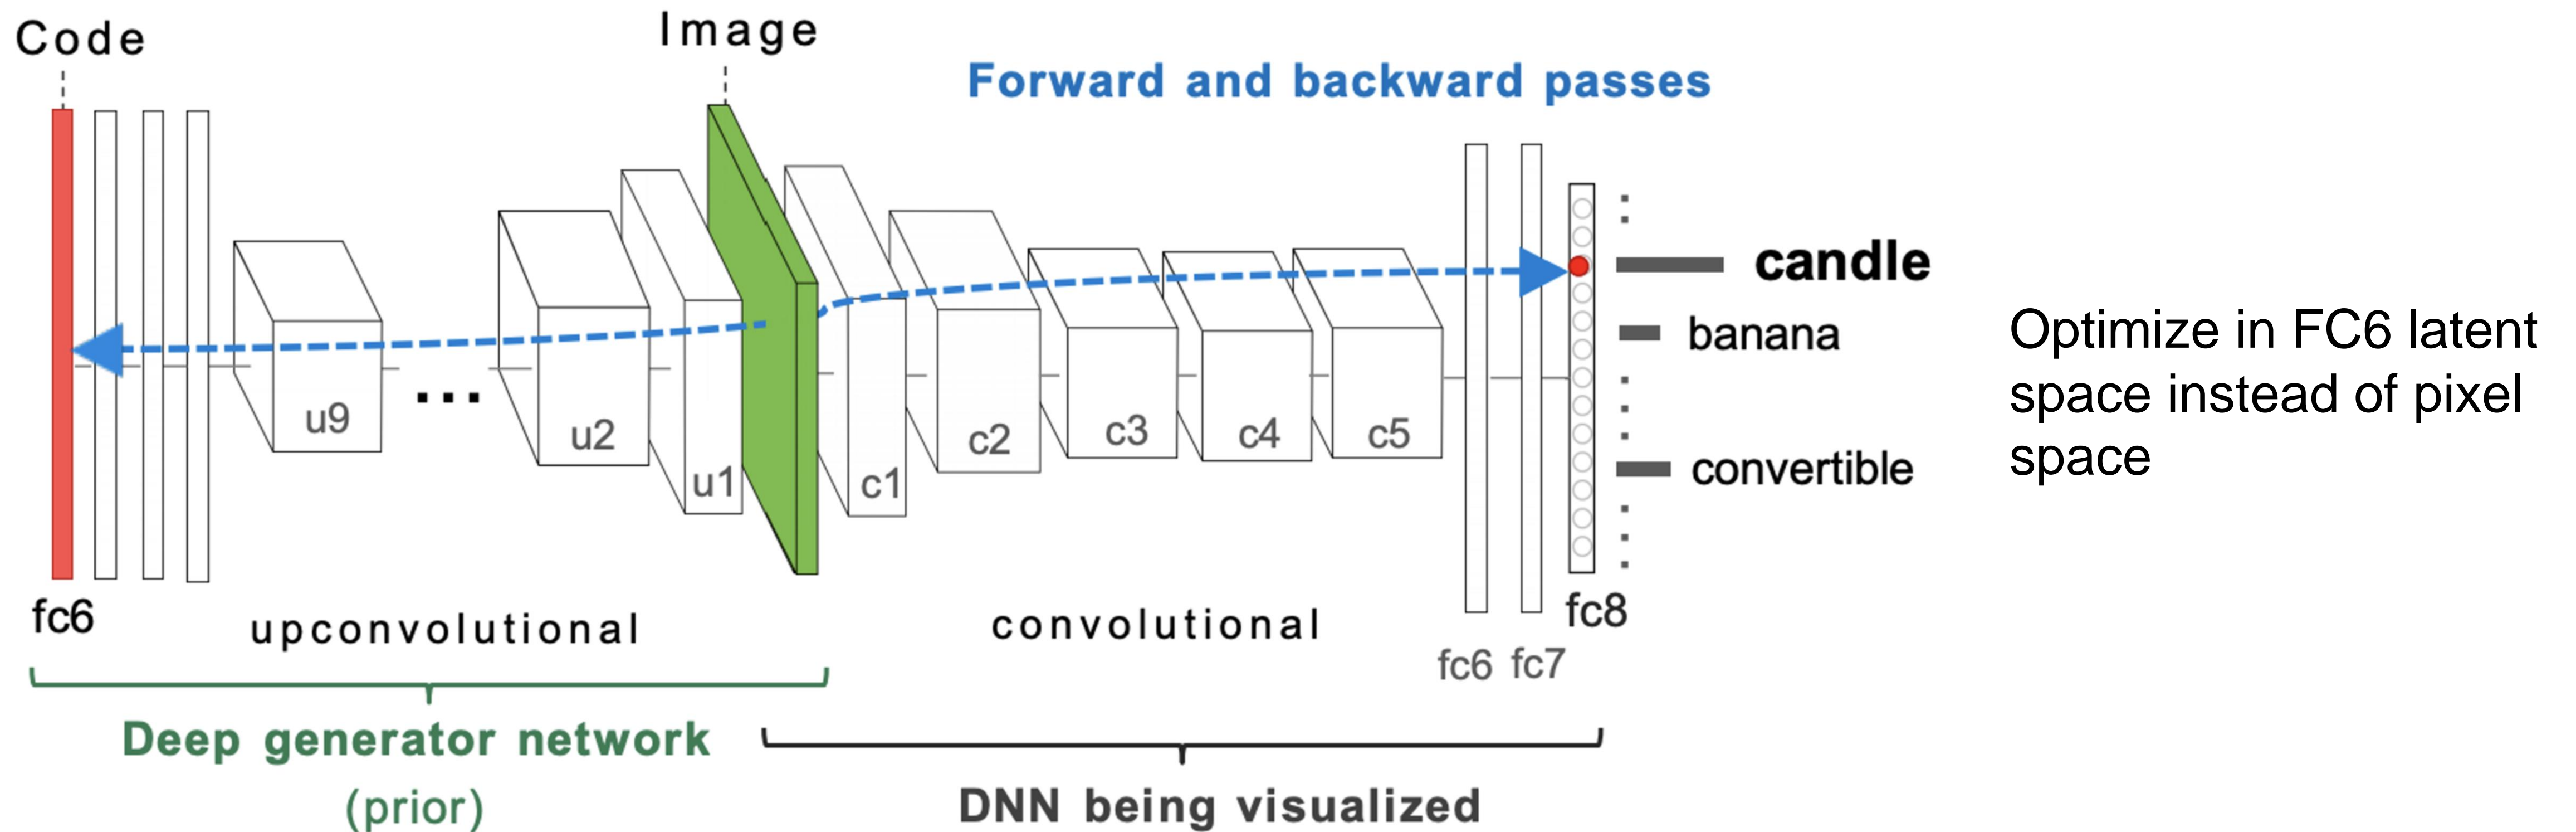 Code
Image
Forward and backward passes
u9
...
u2
u1
c1
c2
c3
c4
c5
candle
banana
convertible
Optimize in FC6 latent
space instead of pixel
space
fc6
upconvolutional
convolutional
fc6
fc7
fc8
Deep generator network
(prior)
DNN being visualized